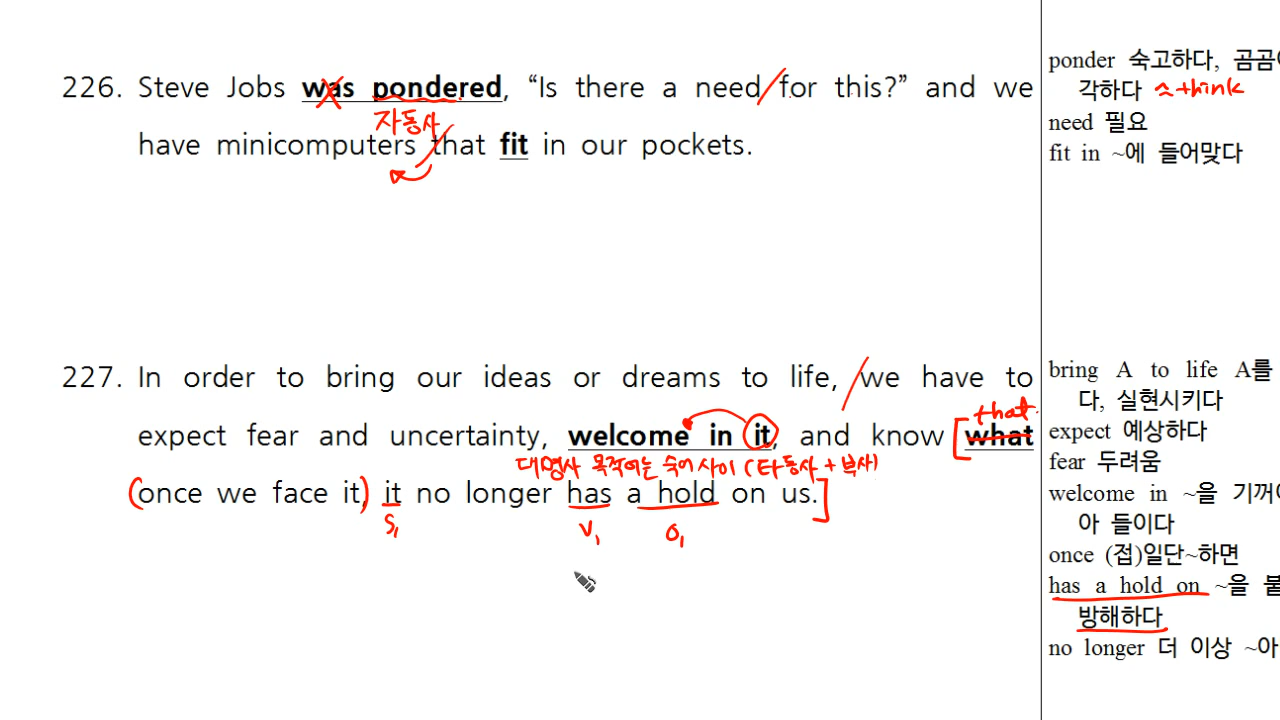 226. Steve Jobs was pondered, “Is there a need for this?” and we
자동사
have minicomputers that fit in our pockets.
ponder 숙고하다, 곰곰
각하다 ≈ think
need 필요
fit in ~에 들어맞다
227. In order to bring our ideas or dreams to life, we have to
that
expect fear and uncertainty, welcome in it, and know [what
대명사 목적어는 숙어 사이 (타동사 + 부사)
(once we face it) it no longer has a hold on us.]
S₁ V₁ O₁
bring A to life A를
다, 실현시키다
expect 예상하다
fear 두려움
welcome in ~을 기꺼
아 들이다
once (접)일단~하면
has a hold on ~을 붙
방해하다
no longer 더 이상 ~아